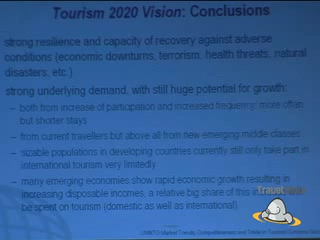 Tourism 2020 Vision: Conclusions
strong resilience and capacity of recovery against adverse
conditions (economic downturns, terrorism, health threats, natural
disasters, etc.)
strong underlying demand, with still huge potential for growth:
– both from increase of participation and increased frequency: more often
but shorter stays
– from current travellers but above all from new emerging middle-classes
– sizable populations in developing countries currently still only take part in
international tourism very limitedly
– many emerging economies show rapid economic growth resulting in
increasing disposable incomes, a relative big share of this
be spent on tourism (domestic as well as international)
UNWTO Market Trends, Competitiveness and Trade in Tourism Services